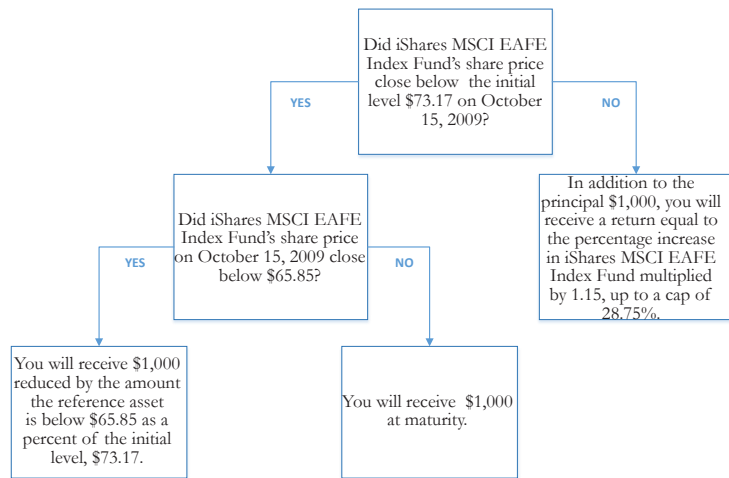 Did iShares MSCI EAFE
Index Fund's share price
close below the initial
level $73.17 on October
15, 2009?
YES
NO
Did iShares MSCI EAFE
Index Fund's share price
on October 15, 2009 close
below $65.85?
In addition to the
principal $1,000, you will
receive a return equal to
the percentage increase
in iShares MSCI EAFE
Index Fund multiplied
by 1.15, up to a cap of
28.75%.
YES
NO
You will receive $1,000
reduced by the amount
the reference asset
is below $65.85 as a
percent of the initial
level, $73.17.
You will receive $1,000
at maturity.